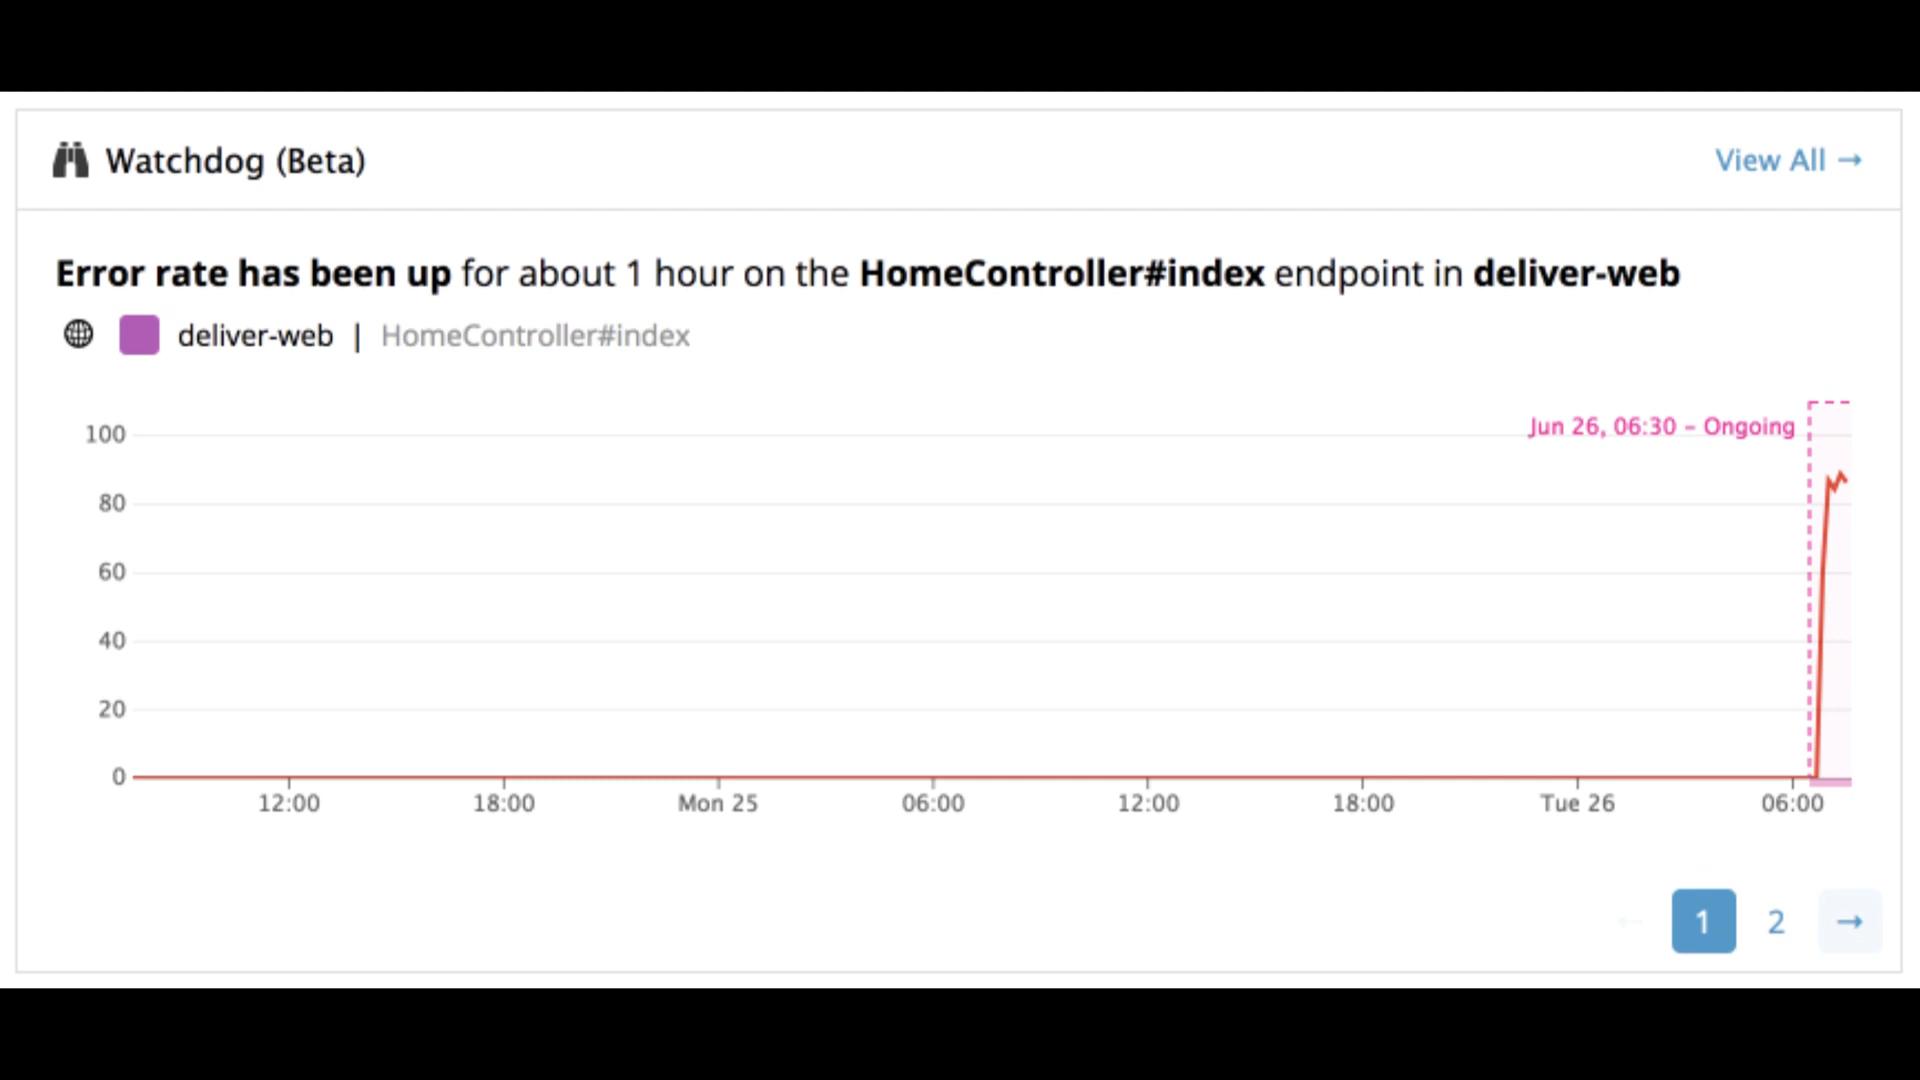 Watchdog (Beta)
View All →
Error rate has been up for about 1 hour on the HomeController#index endpoint in deliver-web
deliver-web | HomeController#index
Jun 26, 06:30 – Ongoing
100
80
60
40
20
0
12:00 18:00 Mon 25 06:00 12:00 18:00 Tue 26 06:00
← 1 2 →